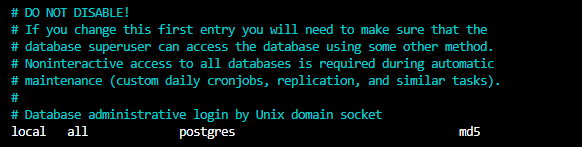 # DO NOT DISABLE!
# If you change this first entry you will need to make sure that the
# database superuser can access the database using some other method.
# Noninteractive access to all databases is required during automatic
# maintenance (custom daily cronjobs, replication, and similar tasks).
#
# Database administrative login by Unix domain socket
local   all             postgres                                md5